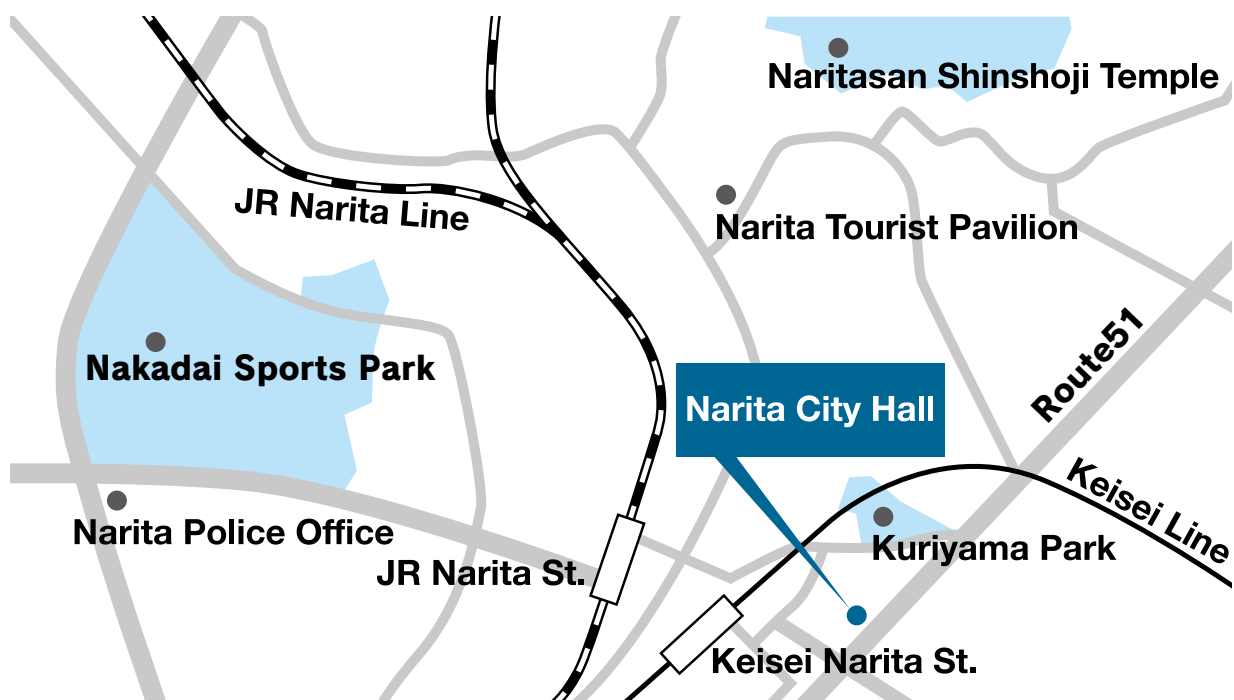 Naritasan Shinshoji Temple
JR Narita Line
Narita Tourist Pavilion
Route51
Nakadai Sports Park
Narita City Hall
Keisei Line
Narita Police Office
Kuriyama Park
JR Narita St.
Keisei Narita St.